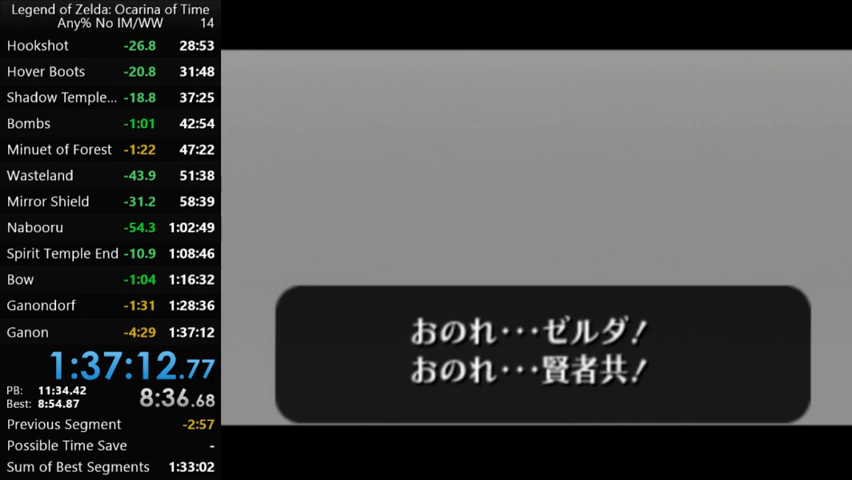 Legend of Zelda: Ocarina of Time
Any% No IM/WW 14
Hookshot -26.8 28:53
Hover Boots -20.8 31:48
Shadow Temple... -18.8 37:25
Bombs -1:01 42:54
Minuet of Forest -1:22 47:22
Wasteland -43.9 51:38
Mirror Shield -31.2 58:39
Nabooru -54.3 1:02:49
Spirit Temple End -10.9 1:08:46
Bow -1:04 1:16:32
Ganondorf -1:31 1:28:36
Ganon -4:29 1:37:12
1:37:12.77
PB: 11:34.42
Best: 8:54.87
8:36.68
Previous Segment -2:57
Possible Time Save -
Sum of Best Segments 1:33:02
おのれ・・・ゼルダ!
おのれ・・・賢者共!